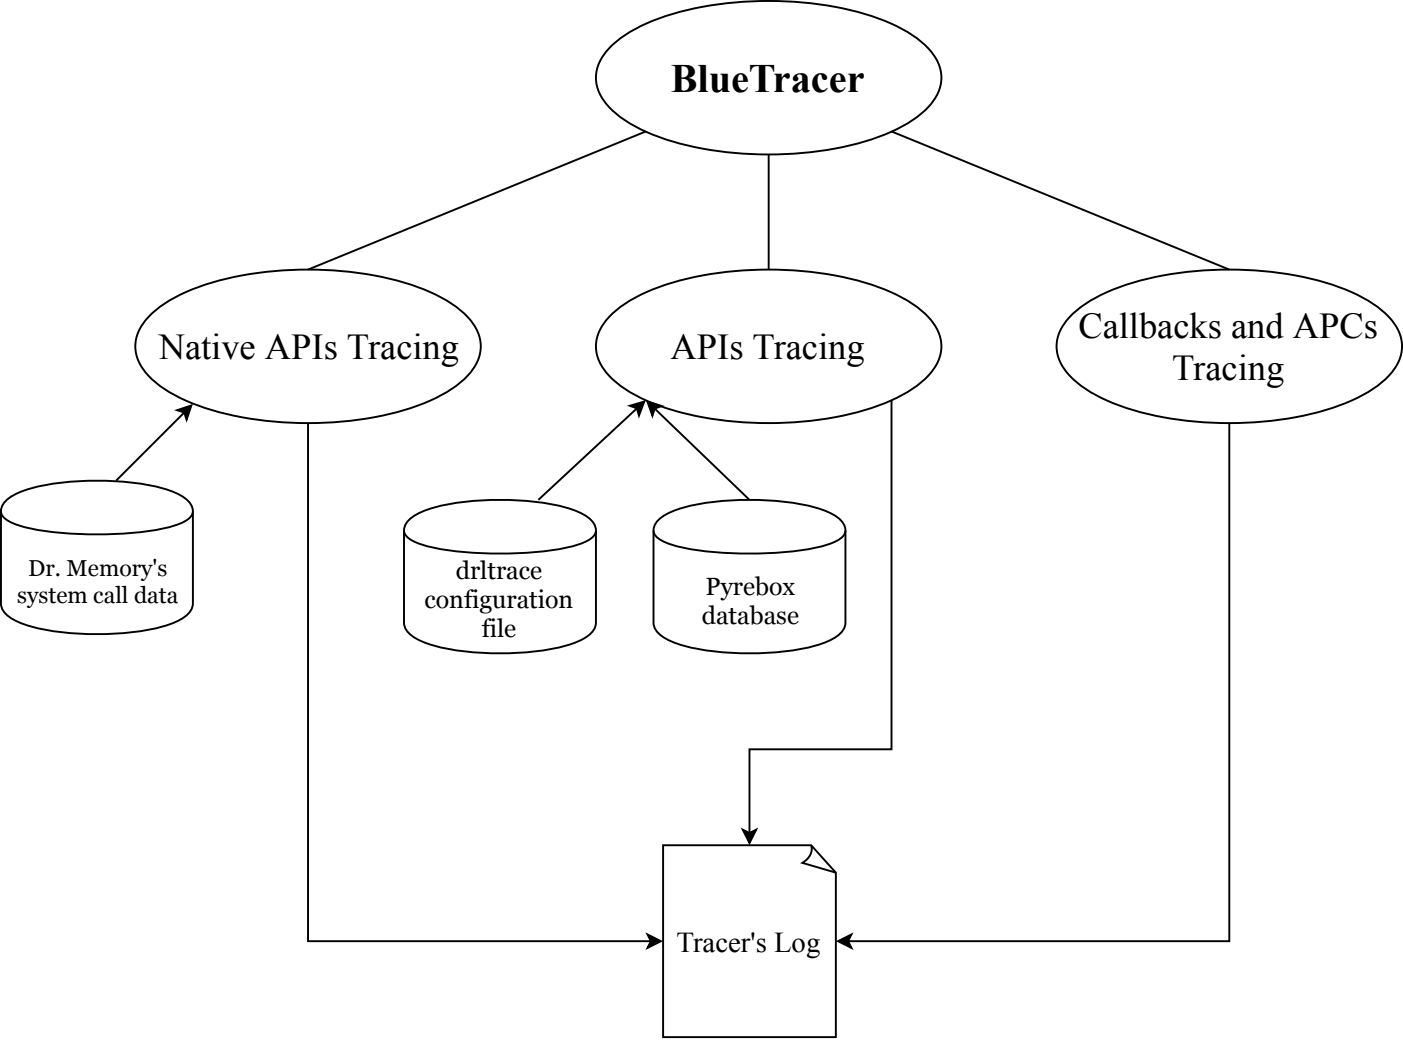 BlueTracer
Native APIs Tracing
APIs Tracing
Callbacks and APCs
Tracing
Dr. Memory's
system call data
drltrace
configuration
file
Pyrebox
database
Tracer's Log